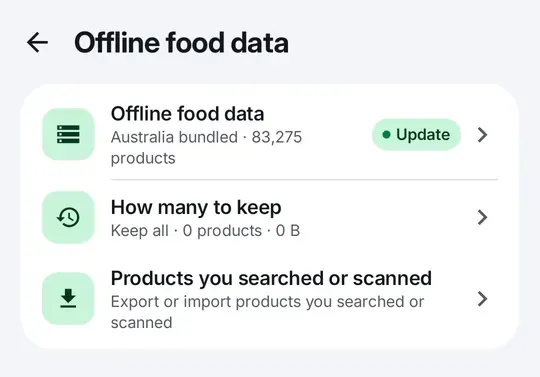 Offline food data
Offline food data
Australia bundled · 83,275
products
Update
How many to keep
Keep all · 0 products · 0 B
Products you searched or scanned
Export or import products you searched or
scanned